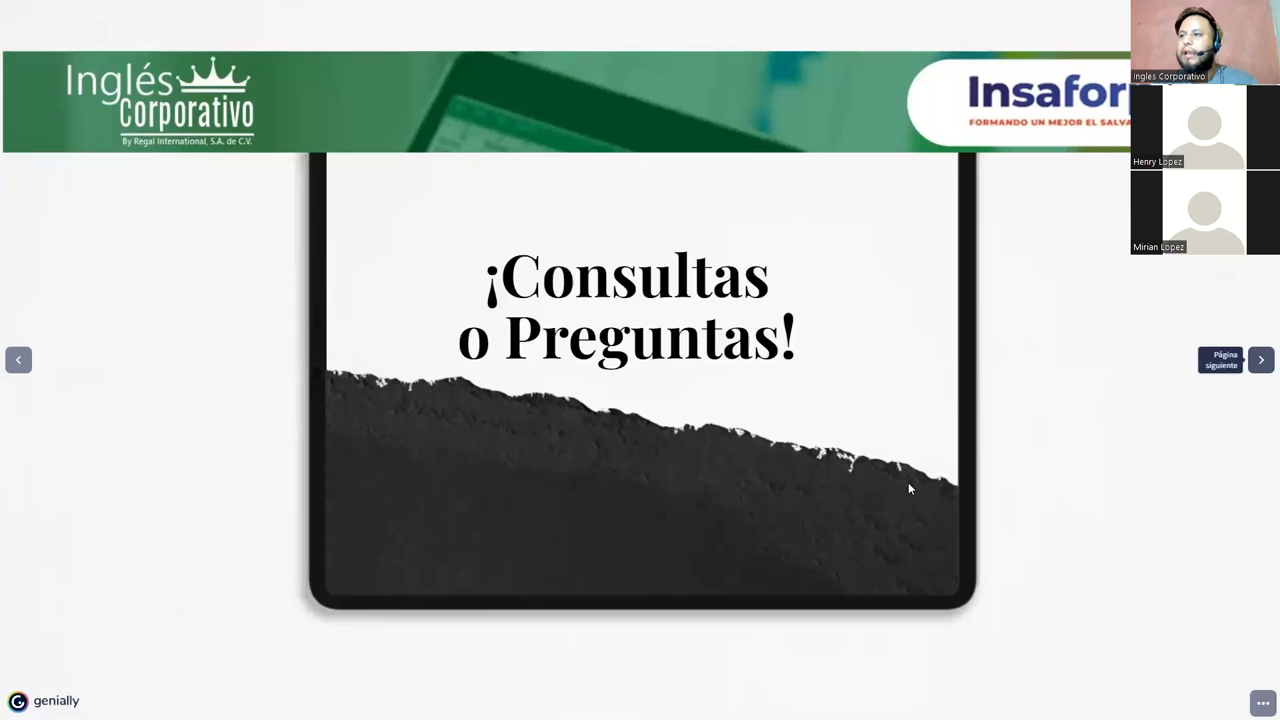 Inglés
Corporativo
By Regal International, S.A. de C.V.
Insafor
FORMANDO UN MEJOR EL SALVA
Ingles Corporativo
Henry Lopez
Mirian Lopez
¡Consultas
o Preguntas!
Página
siguiente
genially